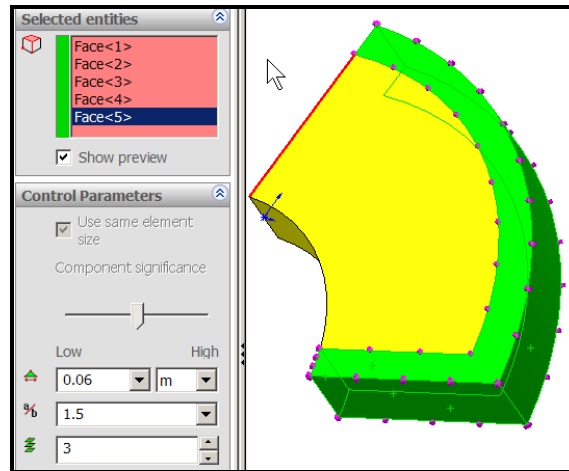 Selected entities
Face<1>
Face<2>
Face<3>
Face<4>
Face<5>
Show preview
Control Parameters
Use same element
size
Component significance
Low High
0.06 m
a/b 1.5
3